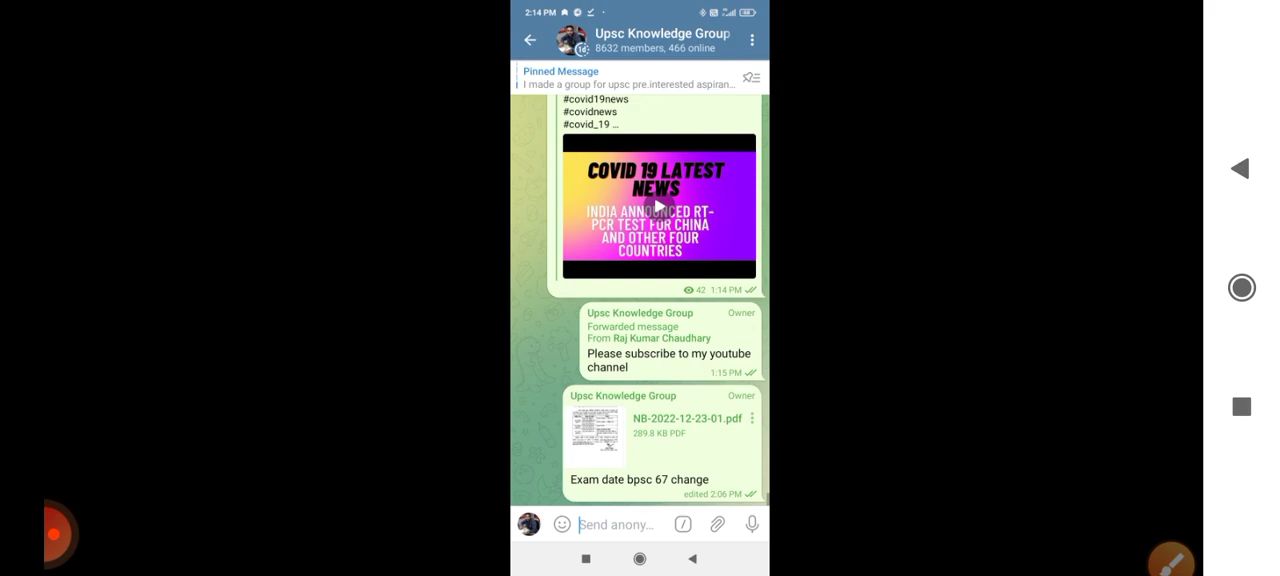 2:14 PM
Upsc Knowledge Group
8632 members, 466 online
1d
Pinned Message
I made a group for upsc pre.interested aspiran...
#covid19news
#covidnews
#covid_19 ...
COVID 19 LATEST
NEWS
INDIA ANNOUNCED RT-
PCR TEST FOR CHINA
AND OTHER FOUR
COUNTRIES
42 1:14 PM
Upsc Knowledge Group Owner
Forwarded message
From Raj Kumar Chaudhary
Please subscribe to my youtube
channel
1:15 PM
Upsc Knowledge Group Owner
NB-2022-12-23-01.pdf
289.8 KB PDF
Exam date bpsc 67 change
edited 2:06 PM
Send anony...